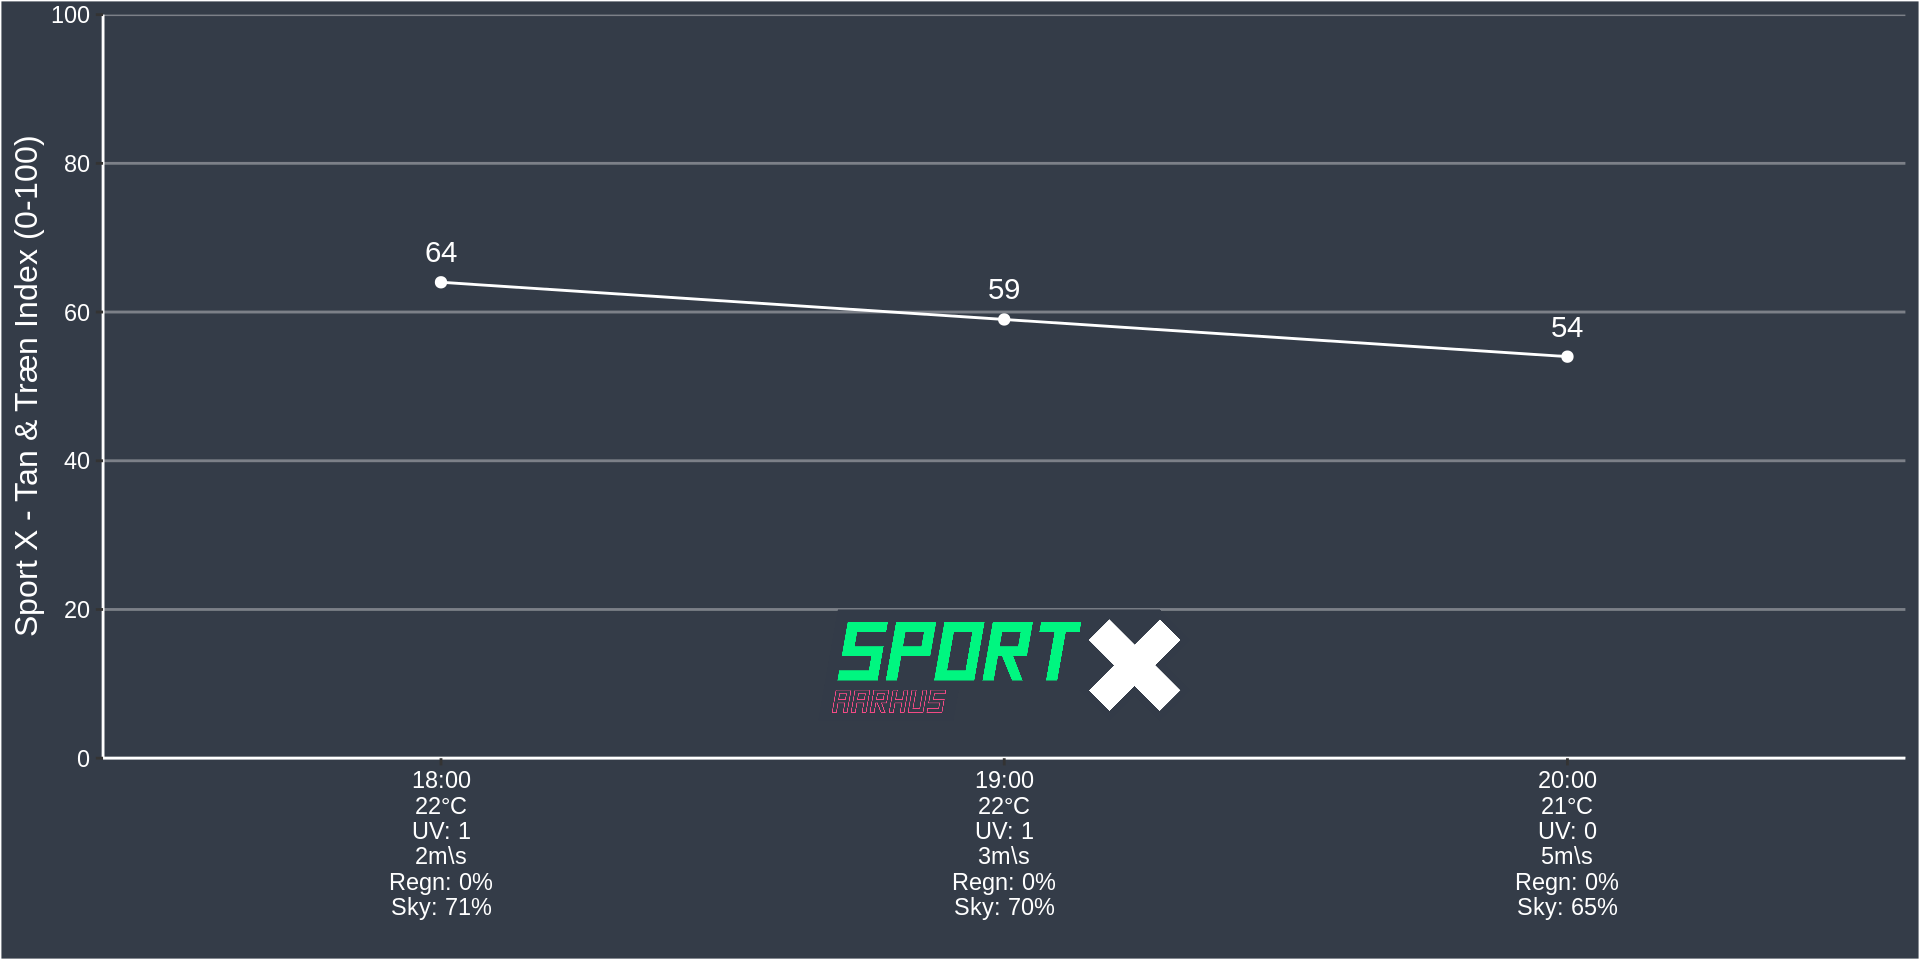 Sport X - Tan & Træn Index (0-100)
100
80
60
40
20
0
64
59
54
SPORT X
AARHUS
18:00
22°C
UV: 1
2m\s
Regn: 0%
Sky: 71%
19:00
22°C
UV: 1
3m\s
Regn: 0%
Sky: 70%
20:00
21°C
UV: 0
5m\s
Regn: 0%
Sky: 65%